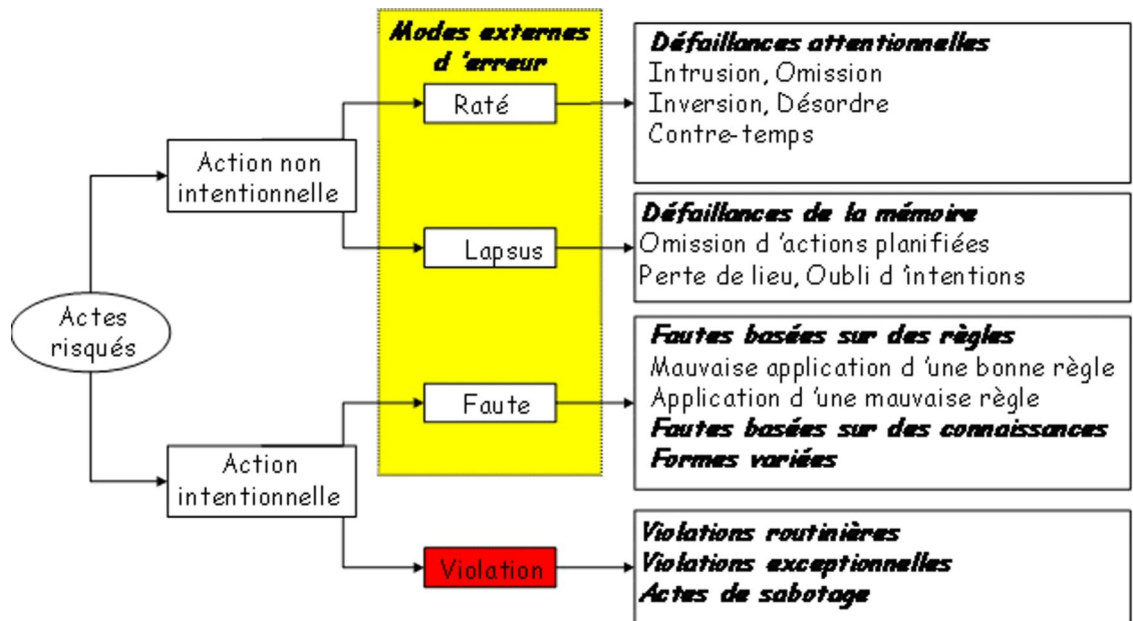 Modes externes
d 'erreur
Défaillances attentionnelles
Intrusion, Omission
Inversion, Désordre
Contre-temps
Raté
Action non
intentionnelle
Défaillances de la mémoire
Omission d 'actions planifiées
Perte de lieu, Oubli d 'intentions
Lapsus
Actes
risqués
Fautes basées sur des règles
Mauvaise application d 'une bonne règle
Application d 'une mauvaise règle
Fautes basées sur des connaissances
Formes variées
Faute
Action
intentionnelle
Violation
Violations routinières
Violations exceptionnelles
Actes de sabotage